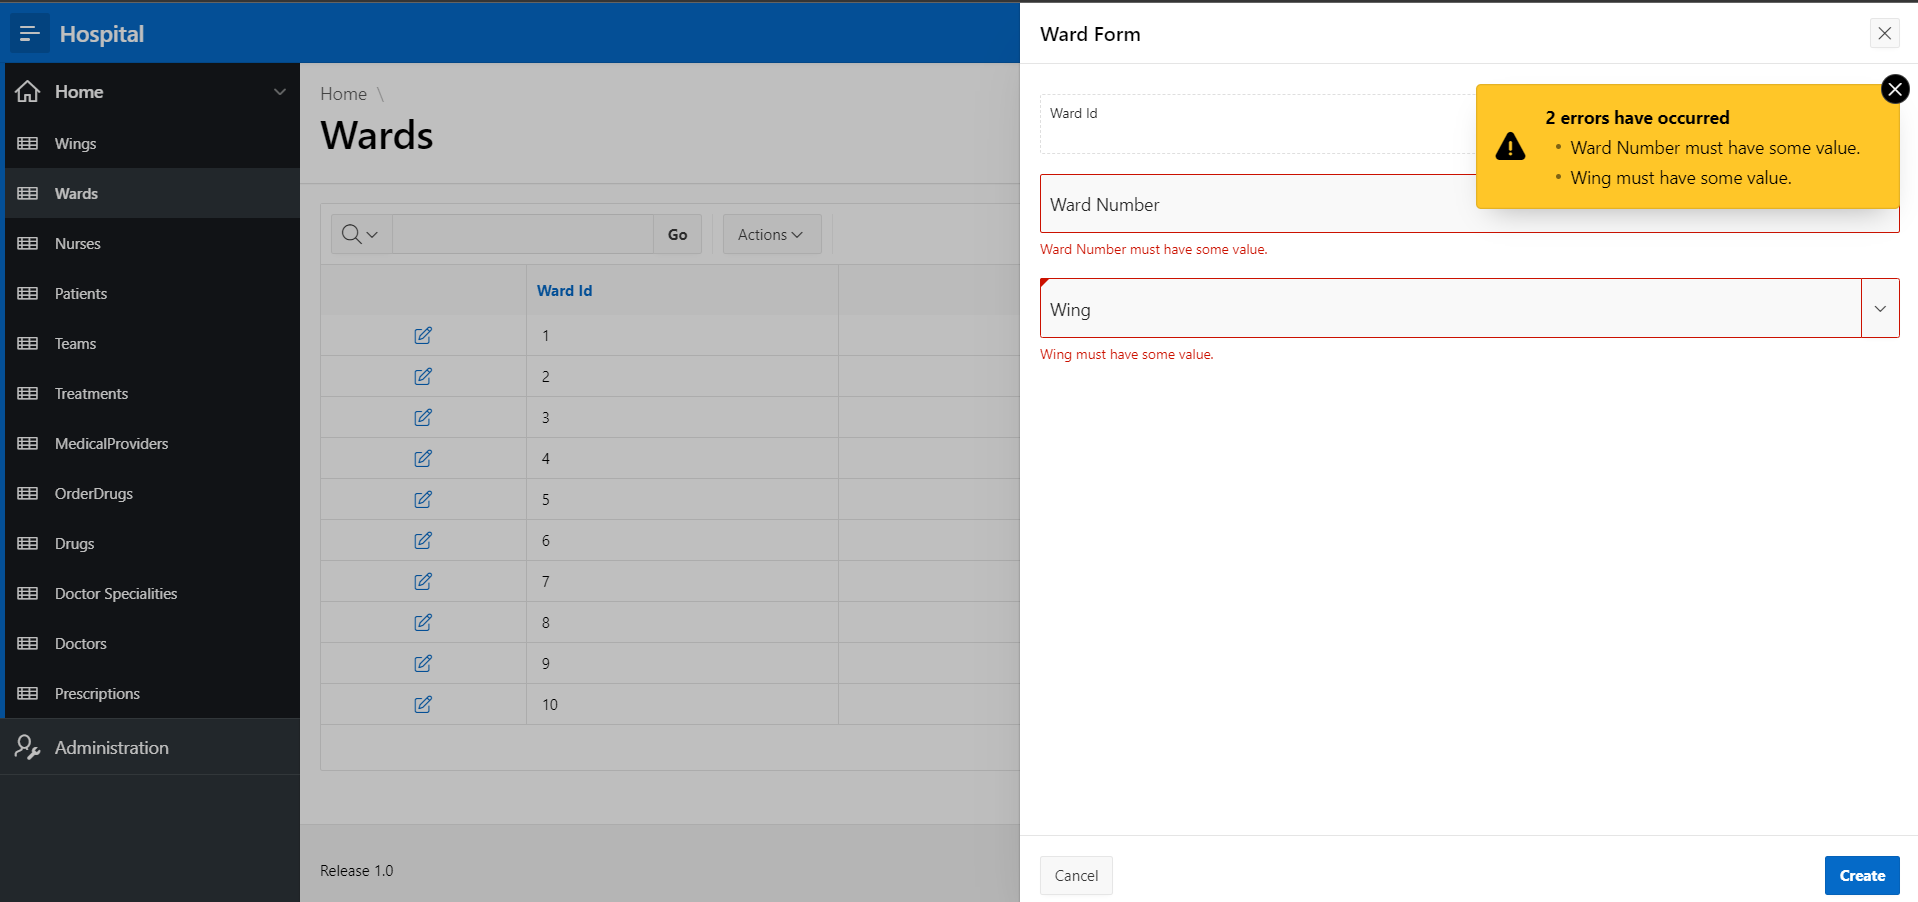 Hospital
Home
Wings
Wards
Nurses
Patients
Teams
Treatments
MedicalProviders
OrderDrugs
Drugs
Doctor Specialities
Doctors
Prescriptions
Administration
Home \
Wards
Go
Actions
Ward Id
1
2
3
4
5
6
7
8
9
10
Release 1.0
Ward Form
Ward Id
2 errors have occurred
• Ward Number must have some value.
• Wing must have some value.
Ward Number
Ward Number must have some value.
Wing
Wing must have some value.
Cancel
Create